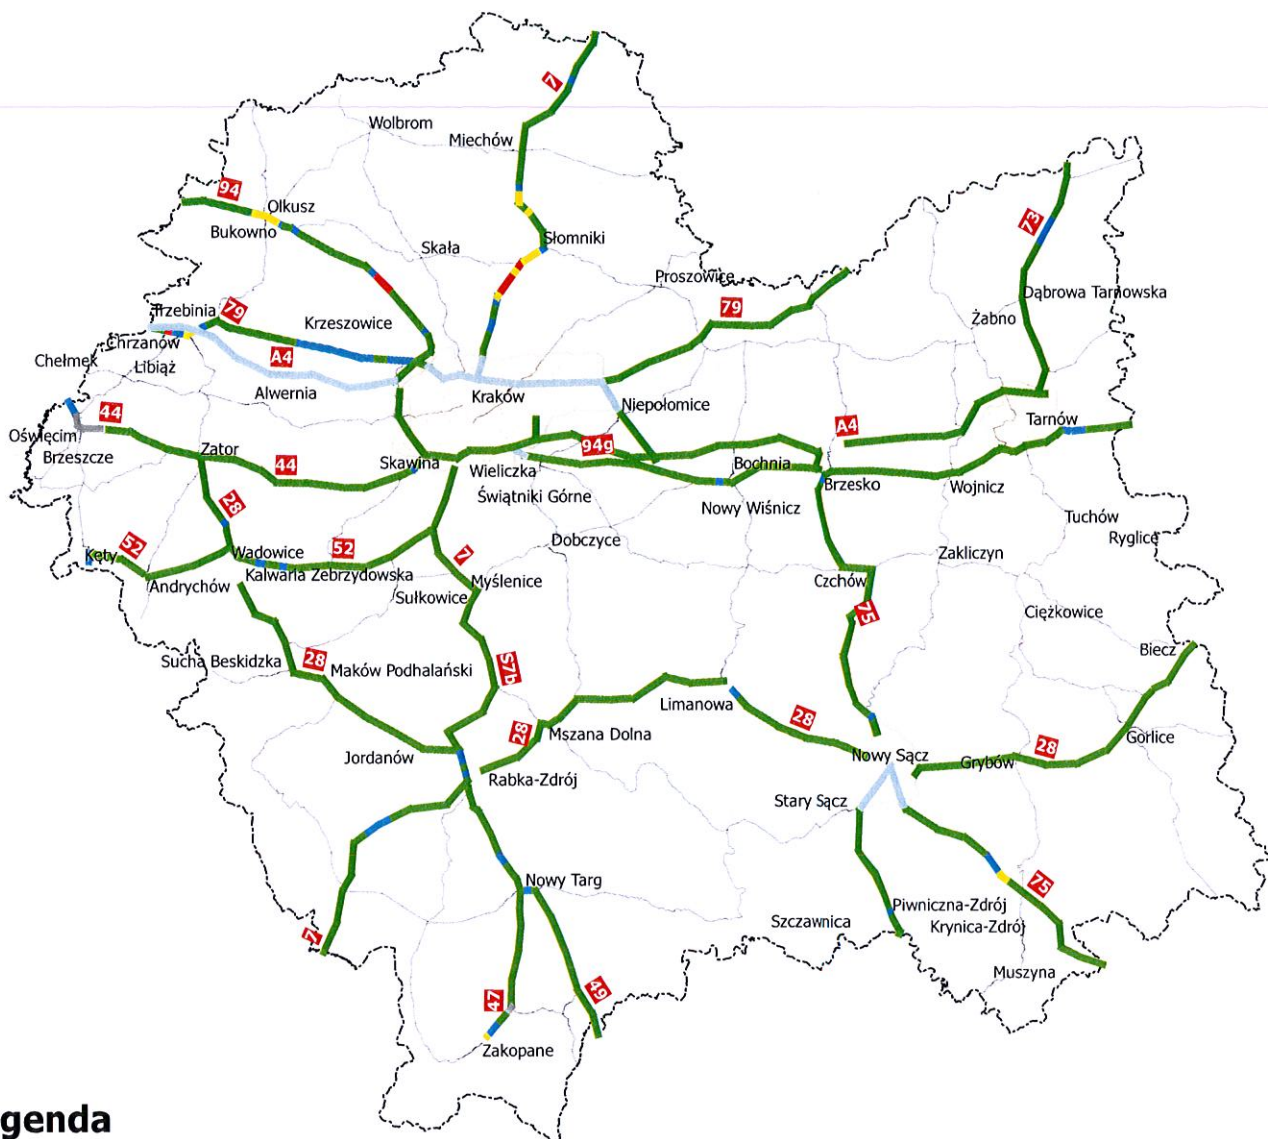 7
Wolbrom
Miechów
94
Olkusz
Bukowno
73
Skała
Słomniki
Proszowice
Dąbrowa Tarnowska
Trzebinia
79
79
Krzeszowice
Żabno
Chrzanów
A4
Chełmek
Libiąż
Alwernia
Kraków
Niepołomice
44
A4
Tarnów
Oświęcim
Brzeszcze
Zator
94g
44
Skawina
Wieliczka
Bochnia
Brzesko
Wojnicz
Świątniki Górne
Nowy Wiśnicz
28
Tuchów
Ryglice
Dobczyce
52
Kęty
Wadowice
52
7
Zakliczyn
Andrychów
Kalwaria Zebrzydowska
Myślenice
Czchów
Sułkowice
75
Ciężkowice
Biecz
Sucha Beskidzka
28
Maków Podhalański
S7b
Limanowa
28
28
Mszana Dolna
Gorlice
28
Jordanów
Nowy Sącz
Grybów
Rabka-Zdrój
Stary Sącz
Nowy Targ
75
Piwniczna-Zdrój
Szczawnica
Krynica-Zdrój
7
Muszyna
47
49
Zakopane
genda